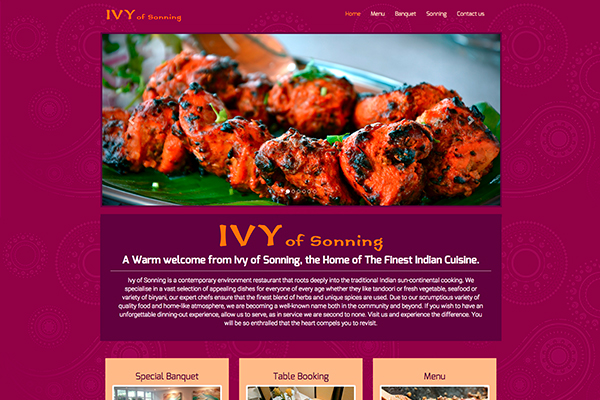 IVY of Sonning
Home Menu Banquet Sonning Contact us
IVY of Sonning
A Warm welcome from Ivy of Sonning, the Home of The Finest Indian Cuisine.
Ivy of Sonning is a contemporary environment restaurant that roots deeply into the traditional Indian sun-continental cooking. We
specialise in a vast selection of appealing dishes for everyone of every age whether they like tandoori or fresh vegetable, seafood or
variety of biryani, our expert chefs ensure that the finest blend of herbs and unique spices are used. Due to our scrumptious variety of
quality food and home-like atmosphere, we are becoming a well-known name both in the community and beyond. If you wish to have an
unforgettable dinning-out experience, allow us to serve, as in service we are second to none. Visit us and experience the difference. You
will be so enthralled that the heart compels you to revisit.
Special Banquet
Table Booking
Menu